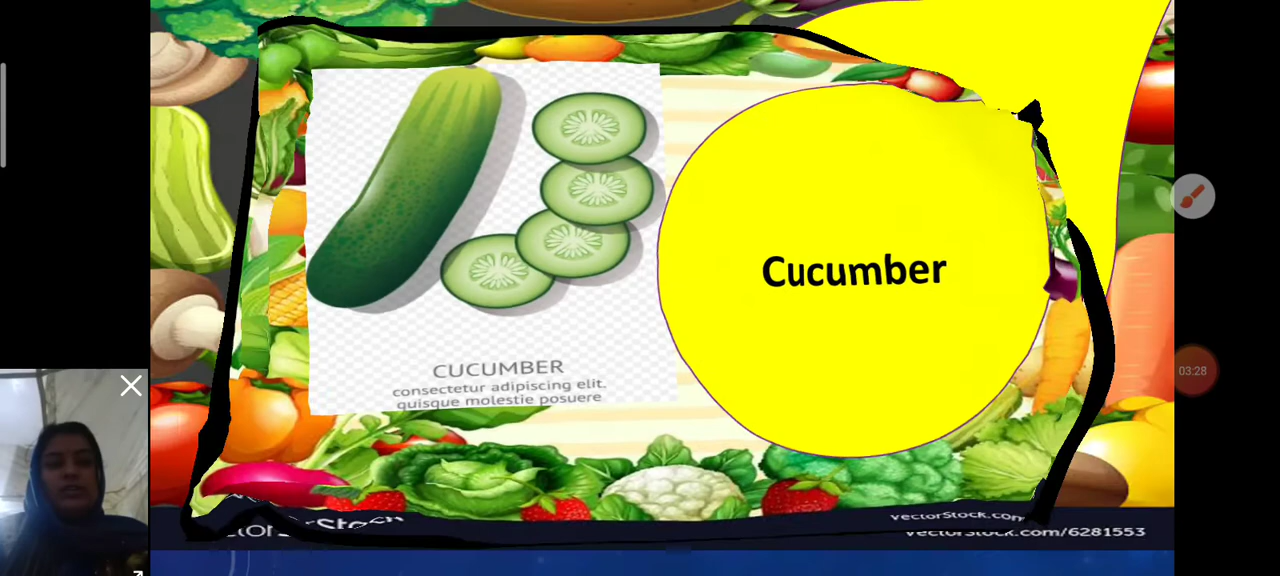 Cucumber
CUCUMBER
consectetur adipiscing elit.
quisque molestie posuere
03:28
vectorStock.com
vectorStock.com/6281553